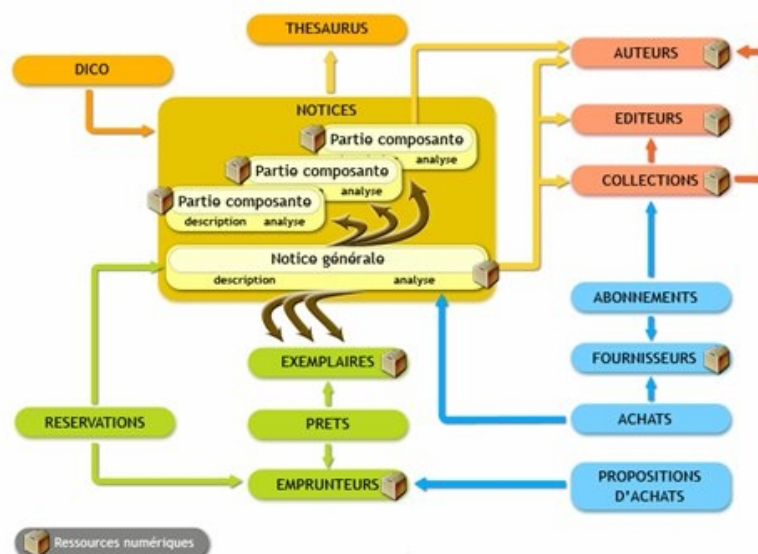 THESAURUS
AUTEURS
DICO
NOTICES
EDITEURS
Partie composante
analyse
Partie composante
analyse
COLLECTIONS
Partie composante
description analyse
Notice générale
description analyse
ABONNEMENTS
EXEMPLAIRES
FOURNISSEURS
RESERVATIONS
PRETS
ACHATS
EMPRUNTEURS
PROPOSITIONS
D'ACHATS
Ressources numériques